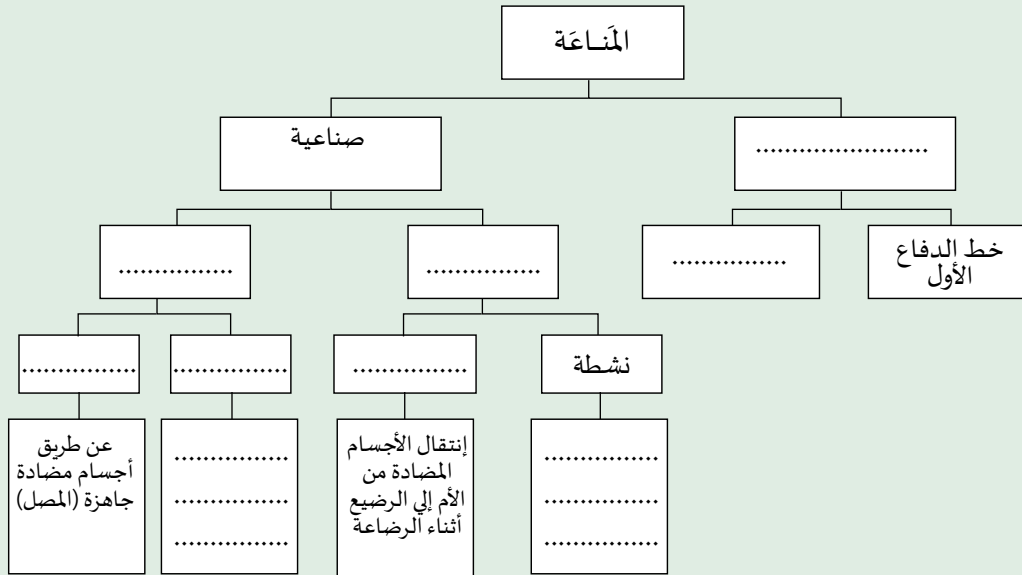 المَنـاعَة
........................
صناعية
خط الدفاع
الأول
................
................
................
نشطة
................
................
................
................
................
................
إنتقال الأجسام
المضادة من
الأم إلي الرضيع
أثناء الرضاعة
................
................
................
عن طريق
أجسام مضادة
جاهزة (المصل)